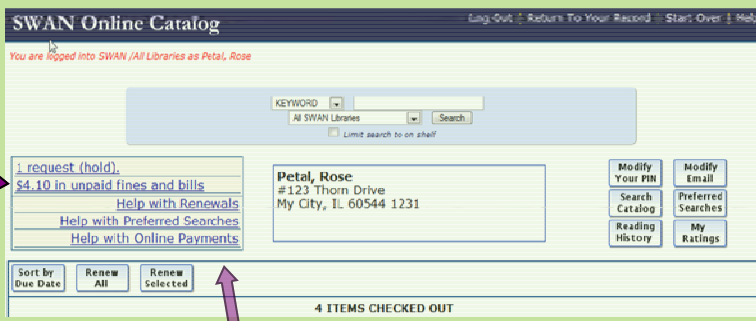 SWAN Online Catalog
Log Out | Return To Your Record | Start Over | Help
You are logged into SWAN /All Libraries as Petal, Rose
KEYWORD
All SWAN Libraries Search
Limit search to on shelf
1 request (hold).
$4.10 in unpaid fines and bills
Help with Renewals
Help with Preferred Searches
Help with Online Payments
Petal, Rose
#123 Thorn Drive
My City, IL 60544 1231
Modify Your PIN
Modify Email
Search Catalog
Preferred Searches
Reading History
My Ratings
Sort by Due Date
Renew All
Renew Selected
4 ITEMS CHECKED OUT